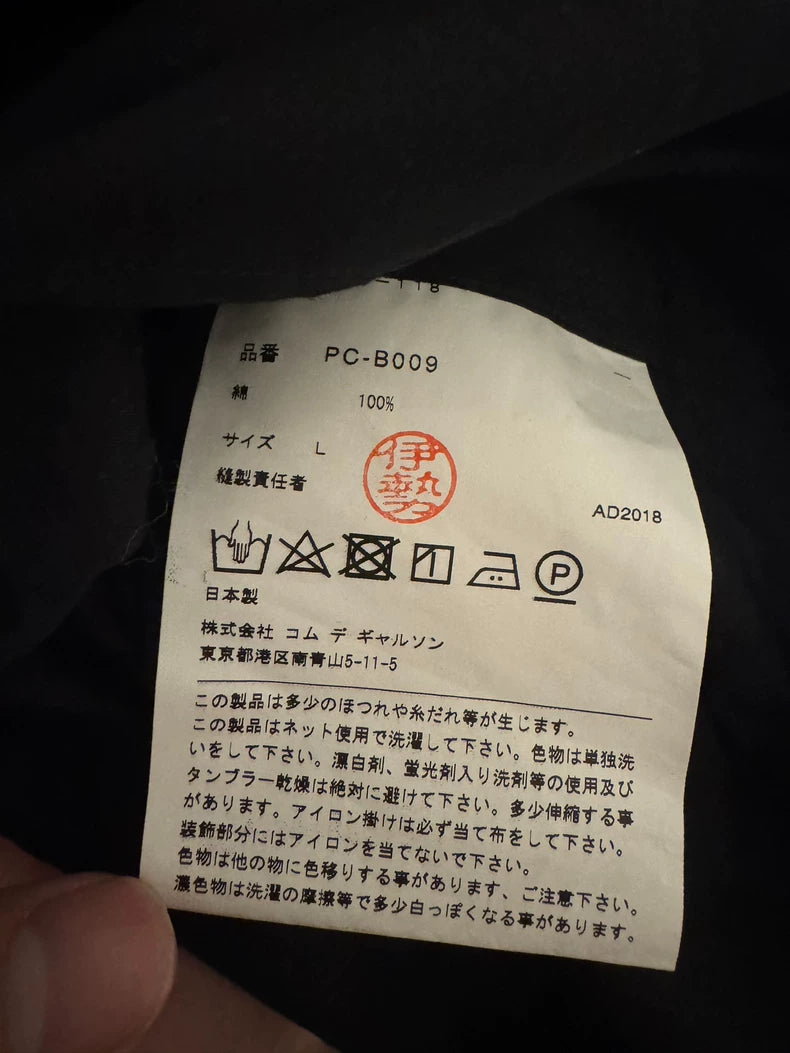 -118
品番 PC-B009
綿 100%
サイズ L
縫製責任者 伊勢
AD2018
1
P
日本製
株式会社 コム デ ギャルソン
東京都港区南青山5-11-5
この製品は多少のほつれや糸だれ等が生じます。
この製品はネット使用で洗濯して下さい。色物は単独洗
いをして下さい。漂白剤、蛍光剤入り洗剤等の使用及び
タンブラー乾燥は絶対に避けて下さい。多少伸縮する事
があります。アイロン掛けは必ず当て布をして下さい。
装飾部分にはアイロンを当てないで下さい。
色物は他の物に色移りする事があります、ご注意下さい。
濃色物は洗濯の摩擦等で多少白っぽくなる事があります。